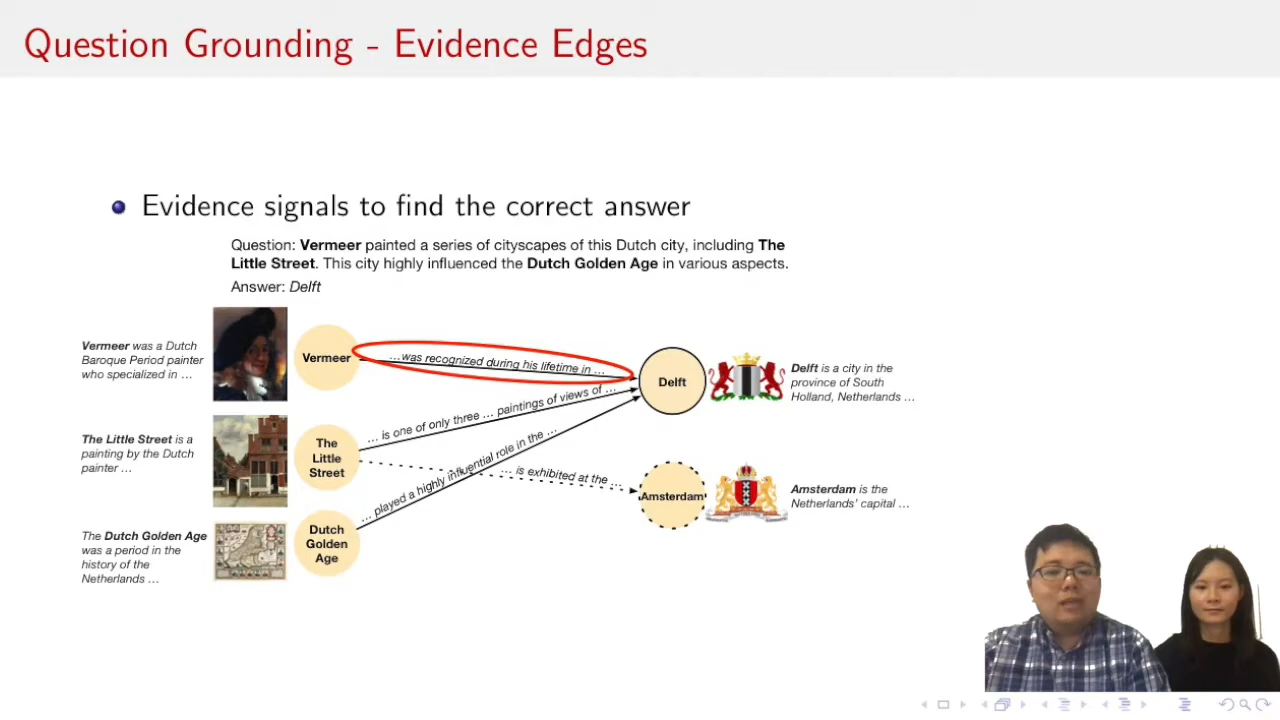 Question Grounding - Evidence Edges
Evidence signals to find the correct answer
Question: Vermeer painted a series of cityscapes of this Dutch city, including The
Little Street. This city highly influenced the Dutch Golden Age in various aspects.
Answer: Delft
Vermeer was a Dutch
Baroque Period painter
who specialized in …
Vermeer
…was recognized during his lifetime in …
Delft
Delft is a city in the
province of South
Holland, Netherlands …
The Little Street is a
painting by the Dutch
painter …
The
Little
Street
… is one of only three … paintings of views of …
… is exhibited at the …
Amsterdam
Amsterdam is the
Netherlands' capital …
The Dutch Golden Age
was a period in the
history of the
Netherlands …
Dutch
Golden
Age
… played a highly influential role in the …